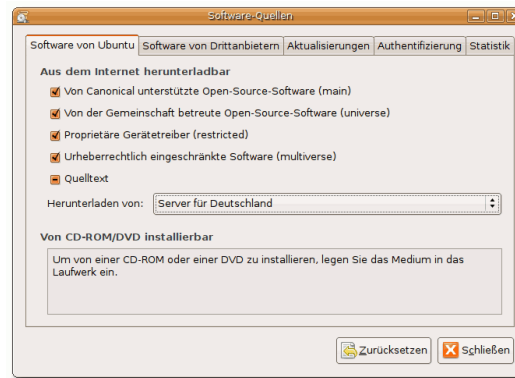 Software-Quellen
Software von Ubuntu
Software von Drittanbietern
Aktualisierungen
Authentifizierung
Statistik
Aus dem Internet herunterladbar
Von Canonical unterstützte Open-Source-Software (main)
Von der Gemeinschaft betreute Open-Source-Software (universe)
Proprietäre Gerätetreiber (restricted)
Urheberrechtlich eingeschränkte Software (multiverse)
Quelltext
Herunterladen von: Server für Deutschland
Von CD-ROM/DVD installierbar
Um von einer CD-ROM oder einer DVD zu installieren, legen Sie das Medium in das
Laufwerk ein.
Zurücksetzen
Schließen